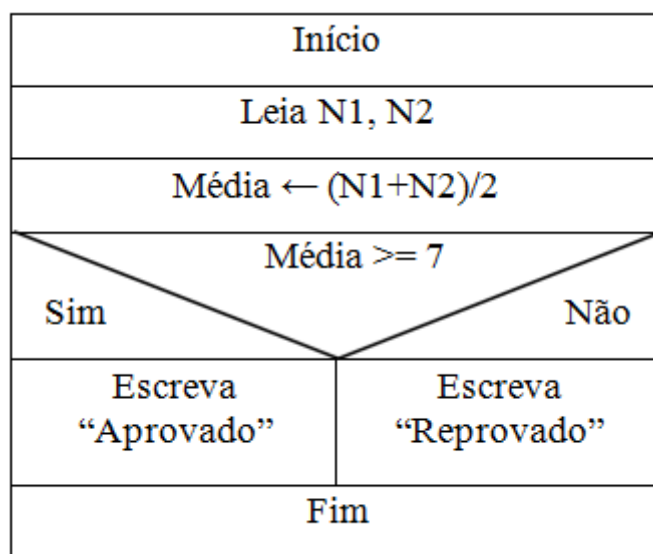 Início
Leia N1, N2
Média ← (N1+N2)/2
Média >= 7
Sim
Não
Escreva
“Aprovado”
Escreva
“Reprovado”
Fim